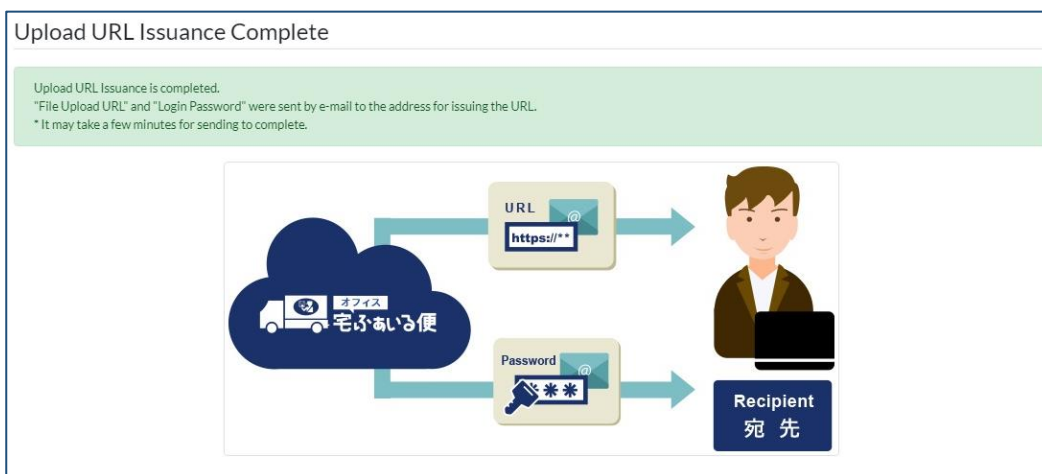 Upload URL Issuance Complete
Upload URL Issuance is completed.
"File Upload URL" and "Login Password" were sent by e-mail to the address for issuing the URL.
* It may take a few minutes for sending to complete.
URL
@
https://**
オフィス
宅ふぁいる便
Password
@
***
Recipient
宛先